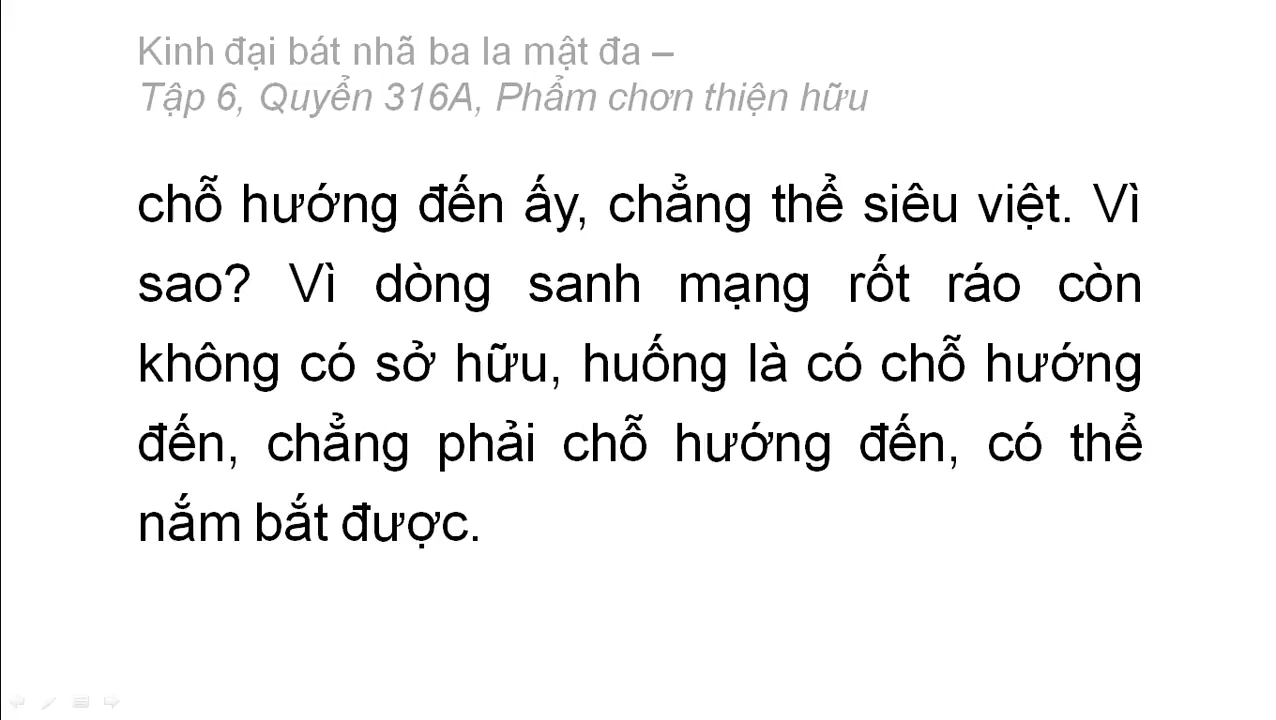 Kinh đại bát nhã ba la mật đa –
Tập 6, Quyển 316A, Phẩm chơn thiện hữu
chỗ hướng đến ấy, chẳng thể siêu việt. Vì
sao? Vì dòng sanh mạng rốt ráo còn
không có sở hữu, huống là có chỗ hướng
đến, chẳng phải chỗ hướng đến, có thể
nắm bắt được.